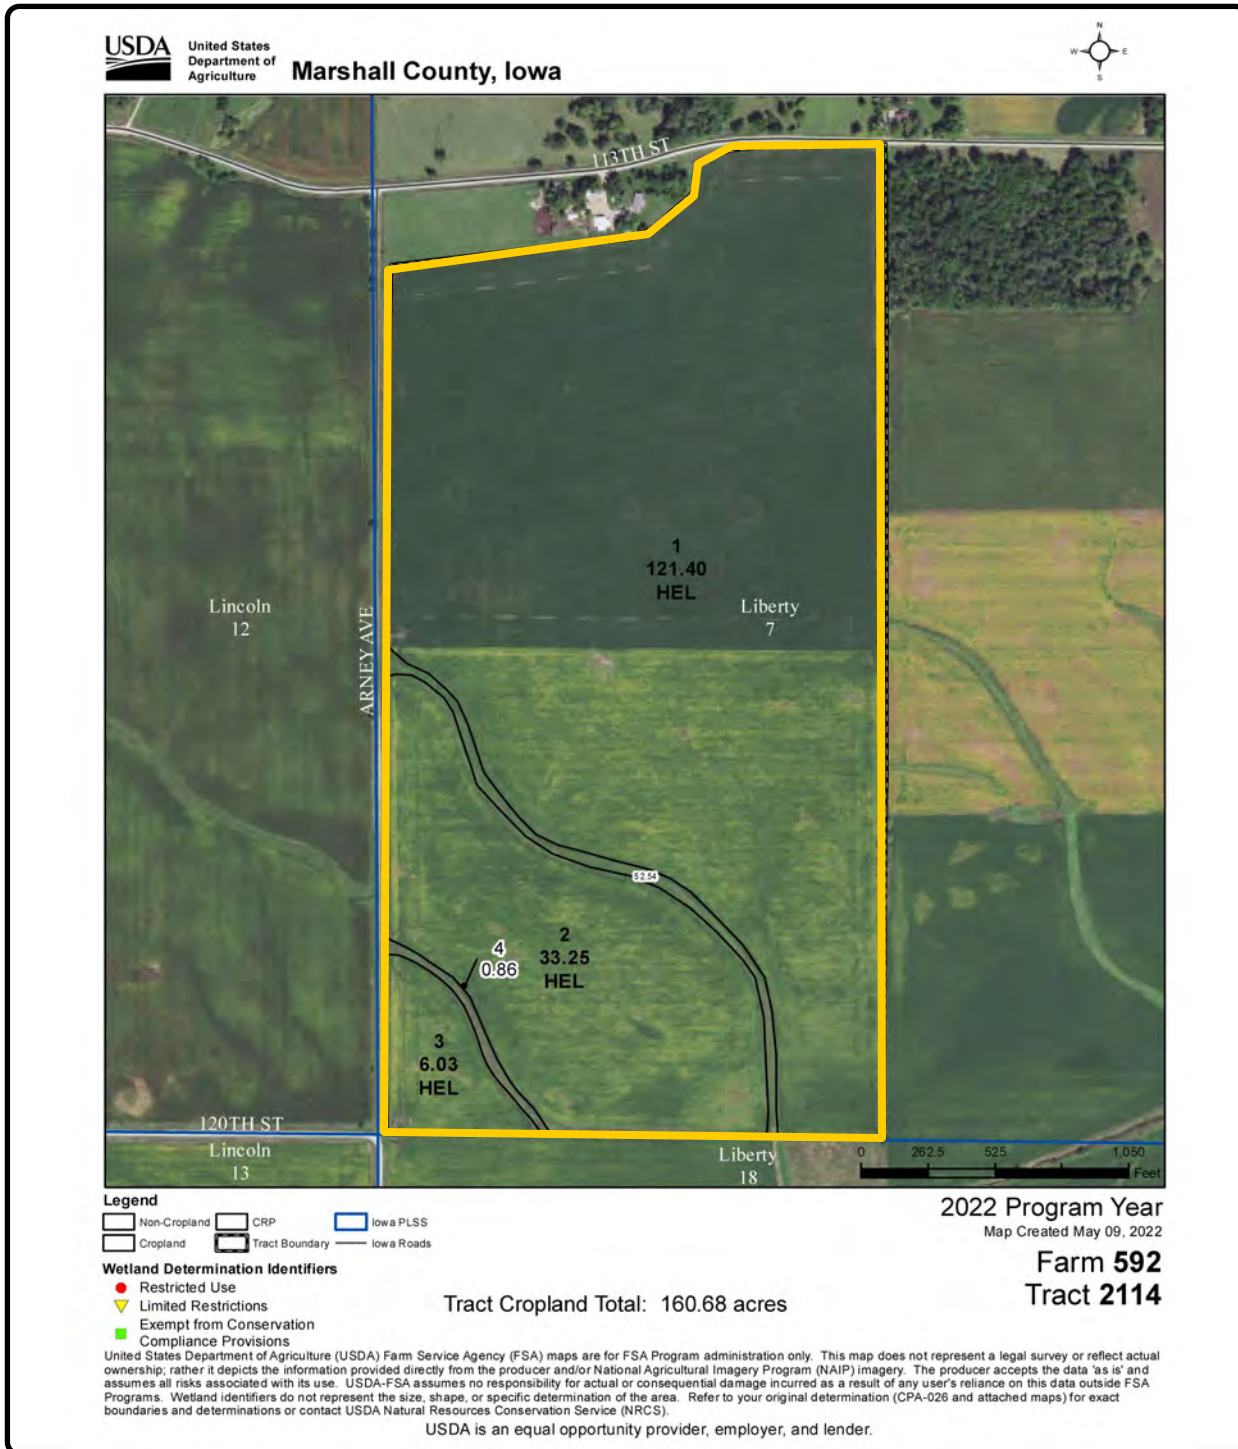 USDA
United States
Department of
Agriculture
Marshall County, Iowa
N
W
E
S
113TH ST
1
121.40
HEL
Lincoln
12
Liberty
7
ARNEY AVE
52.54
2
33.25
HEL
4
0.86
3
6.03
HEL
120TH ST
Lincoln
13
Liberty
18
0 262.5 525 1,050
Feet
Legend
Non-Cropland CRP Iowa PLSS
Cropland Tract Boundary Iowa Roads
Wetland Determination Identifiers
Restricted Use
Limited Restrictions
Exempt from Conservation
Compliance Provisions
Tract Cropland Total: 160.68 acres
2022 Program Year
Map Created May 09, 2022
Farm 592
Tract 2114
United States Department of Agriculture (USDA) Farm Service Agency (FSA) maps are for FSA Program administration only. This map does not represent a legal survey or reflect actual
ownership; rather it depicts the information provided directly from the producer and/or National Agricultural Imagery Program (NAIP) imagery. The producer accepts the data 'as is' and
assumes all risks associated with its use. USDA-FSA assumes no responsibility for actual or consequential damage incurred as a result of any user's reliance on this data outside FSA
Programs. Wetland identifiers do not represent the size, shape, or specific determination of the area. Refer to your original determination (CPA-026 and attached maps) for exact
boundaries and determinations or contact USDA Natural Resources Conservation Service (NRCS).
USDA is an equal opportunity provider, employer, and lender.